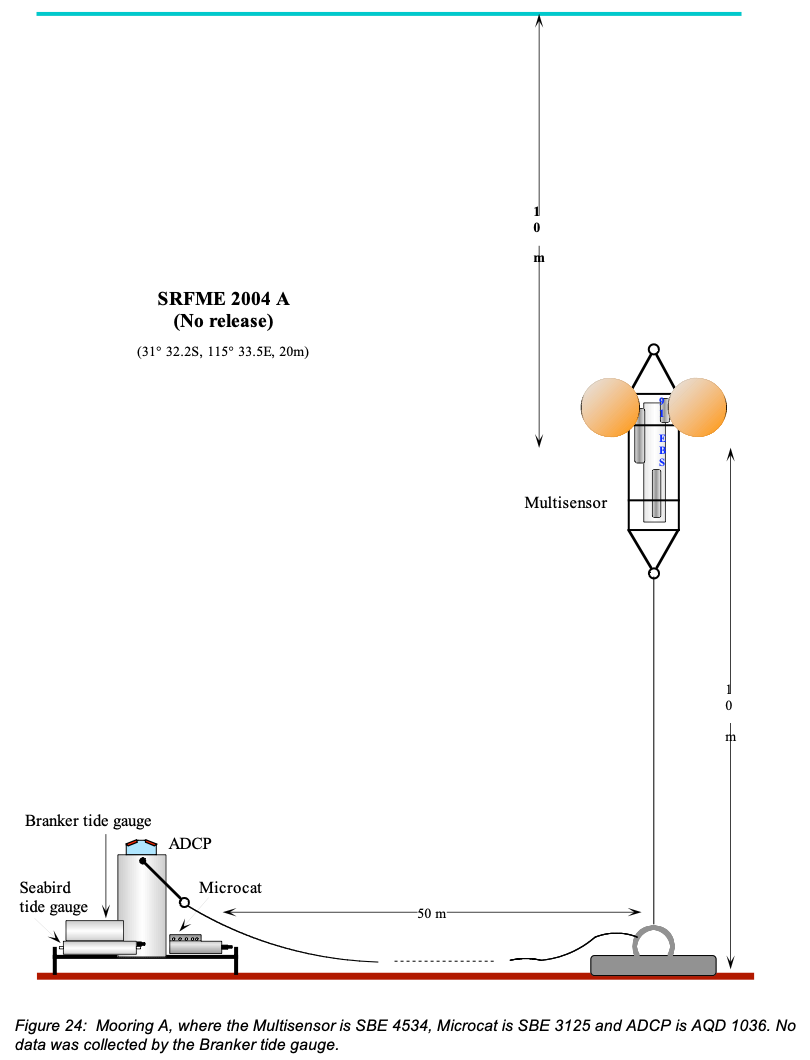 10 m
SRFME 2004 A
(No release)
(31° 32.2S, 115° 33.5E, 20m)
SBE
Multisensor
10 m
Branker tide gauge
ADCP
Seabird
tide gauge
Microcat
50 m
Figure 24: Mooring A, where the Multisensor is SBE 4534, Microcat is SBE 3125 and ADCP is AQD 1036. No
data was collected by the Branker tide gauge.